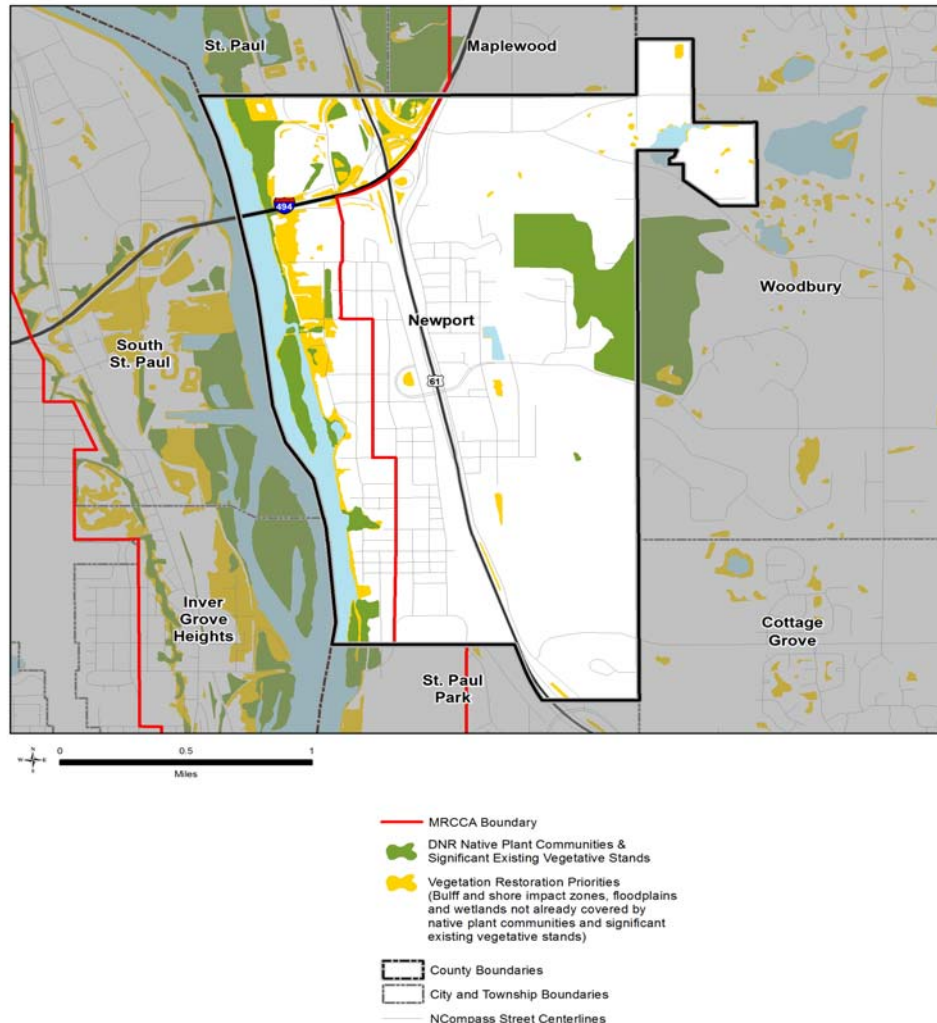 St. Paul
Maplewood
494
Woodbury
Newport
South
St. Paul
61
Inver
Grove
Heights
Cottage
Grove
St. Paul
Park
N
W E
S
0 0.5 1
Miles
MRCCA Boundary
DNR Native Plant Communities &
Significant Existing Vegetative Stands
Vegetation Restoration Priorities
(Bulff and shore impact zones, floodplains
and wetlands not already covered by
native plant communities and significant
existing vegetative stands)
County Boundaries
City and Township Boundaries
NCompass Street Centerlines